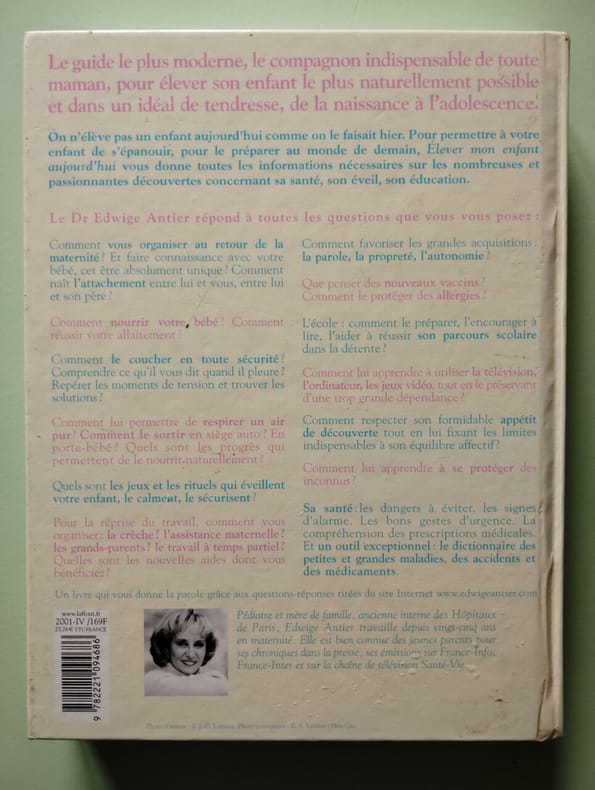 Le guide le plus moderne, le compagnon indispensable de toute
maman, pour élever son enfant le plus naturellement possible
et dans un idéal de tendresse, de la naissance à l'adolescence.
On n'élève pas un enfant aujourd'hui comme on le faisait hier. Pour permettre à votre
enfant de s'épanouir, pour le préparer au monde de demain, Élever mon enfant
aujourd'hui vous donne toutes les informations nécessaires sur les nombreuses et
passionnantes découvertes concernant sa santé, son éveil, son éducation.
Le Dr Edwige Antier répond à toutes les questions que vous vous posez :
Comment vous organiser au retour de la
maternité ? Et faire connaissance avec votre
bébé, cet être absolument unique ? Comment
naît l'attachement entre lui et vous, entre lui
et son père ?
Comment nourrir votre bébé ? Comment
réussir votre allaitement ?
Comment le coucher en toute sécurité ?
Comprendre ce qu'il vous dit quand il pleure ?
Repérer les moments de tension et trouver les
solutions ?
Comment lui permettre de respirer un air
pur ? Comment le sortir en siège auto ? En
porte-bébé ? Quels sont les progrès qui
permettent de le nourrir naturellement ?
Quels sont les jeux et les rituels qui éveillent
votre enfant, le calment, le sécurisent ?
Pour la réprise du travail, comment vous
organiser : la crèche ? l'assistance maternelle ?
les grands-parents ? le travail à temps partiel ?
Quelles sont les nouvelles aides dont vous
bénéficiez ?
Comment favoriser les grandes acquisitions :
la parole, la propreté, l'autonomie ?
Que penser des nouveaux vaccins ?
Comment le protéger des allergies ?
L'école : comment le préparer, l'encourager à
lire, l'aider à réussir son parcours scolaire
dans la détente ?
Comment lui apprendre à utiliser la télévision,
l'ordinateur, les jeux vidéo, tout en le préservant
d'une trop grande dépendance ?
Comment respecter son formidable appétit
de découverte tout en lui fixant les limites
indispensables à son équilibre affectif ?
Comment lui apprendre à se protéger des
inconnus ?
Sa santé : les dangers à éviter, les signes
d'alarme. Les bons gestes d'urgence. La
compréhension des prescriptions médicales.
Et un outil exceptionnel : le dictionnaire des
petites et grandes maladies, des accidents et
des médicaments.
Un livre qui vous donne la parole grâce aux questions-réponses tirées du site Internet www.edwigeantier.com
www.laffont.fr
2001-IV /169F
25,76 € TTC FRANCE
9 782221 094686
Pédiatre et mère de famille, ancienne interne des Hôpitaux
de Paris, Edwige Antier travaille depuis vingt-cinq ans
en maternité. Elle est bien connue des jeunes parents pour
ses chroniques dans la presse, ses émissions sur France-Info,
France-Inter et sur la chaîne de télévision Santé-Vie